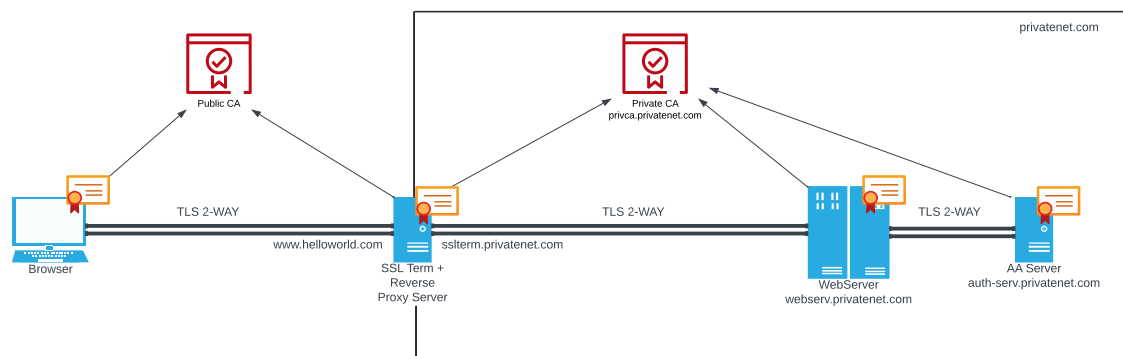 privatenet.com
Public CA
Private CA
privca.privatenet.com
TLS 2-WAY
TLS 2-WAY
TLS 2-WAY
www.helloworld.com
sslterm.privatenet.com
Browser
SSL Term +
Reverse
Proxy Server
WebServer
webserv.privatenet.com
AA Server
auth-serv.privatenet.com